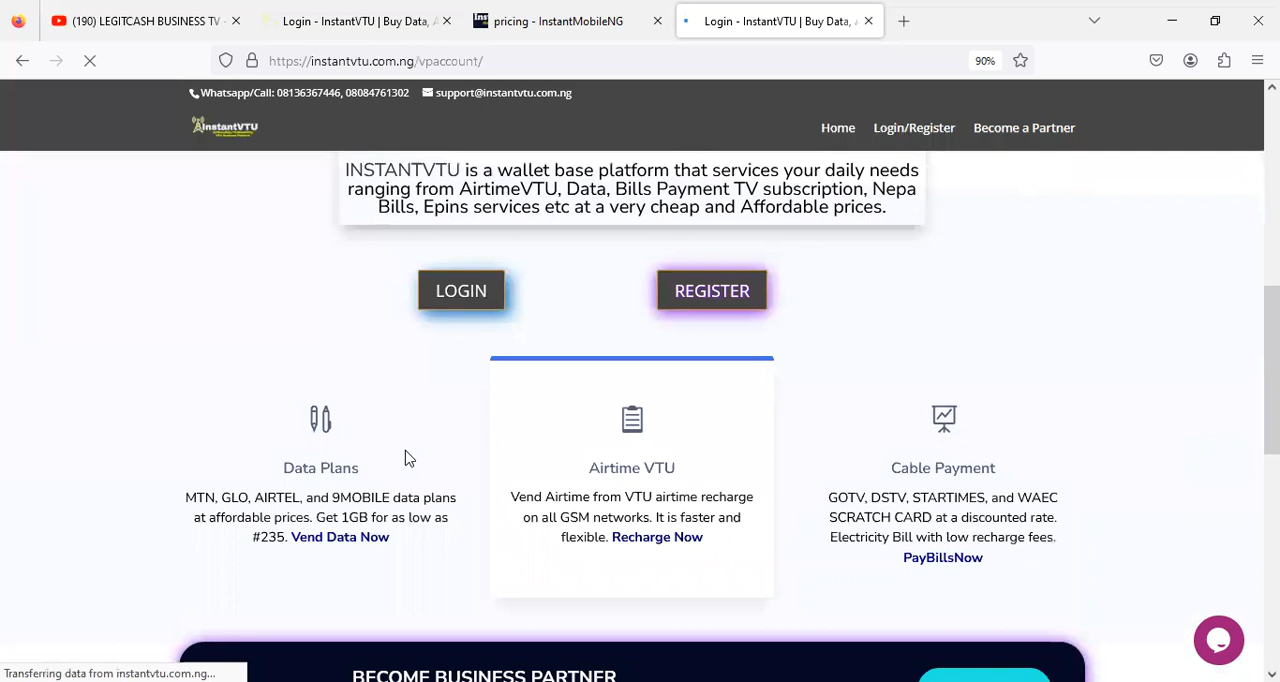 (190) LEGITCASH BUSINESS TV -
Login - InstantVTU | Buy Data, A
pricing - InstantMobileNG
Login - InstantVTU | Buy Data, A
https://instantvtu.com.ng/vpaccount/
90%
Whatsapp/Call: 08136367446, 08084761302
support@instantvtu.com.ng
InstantVTU
Home
Login/Register
Become a Partner
INSTANTVTU is a wallet base platform that services your daily needs
ranging from AirtimeVTU, Data, Bills Payment TV subscription, Nepa
Bills, Epins services etc at a very cheap and Affordable prices.
LOGIN
REGISTER
Data Plans
MTN, GLO, AIRTEL, and 9MOBILE data plans
at affordable prices. Get 1GB for as low as
#235. Vend Data Now
Airtime VTU
Vend Airtime from VTU airtime recharge
on all GSM networks. It is faster and
flexible. Recharge Now
Cable Payment
GOTV, DSTV, STARTIMES, and WAEC
SCRATCH CARD at a discounted rate.
Electricity Bill with low recharge fees.
PayBillsNow
BECOME BUSINESS PARTNER
Transferring data from instantvtu.com.ng...